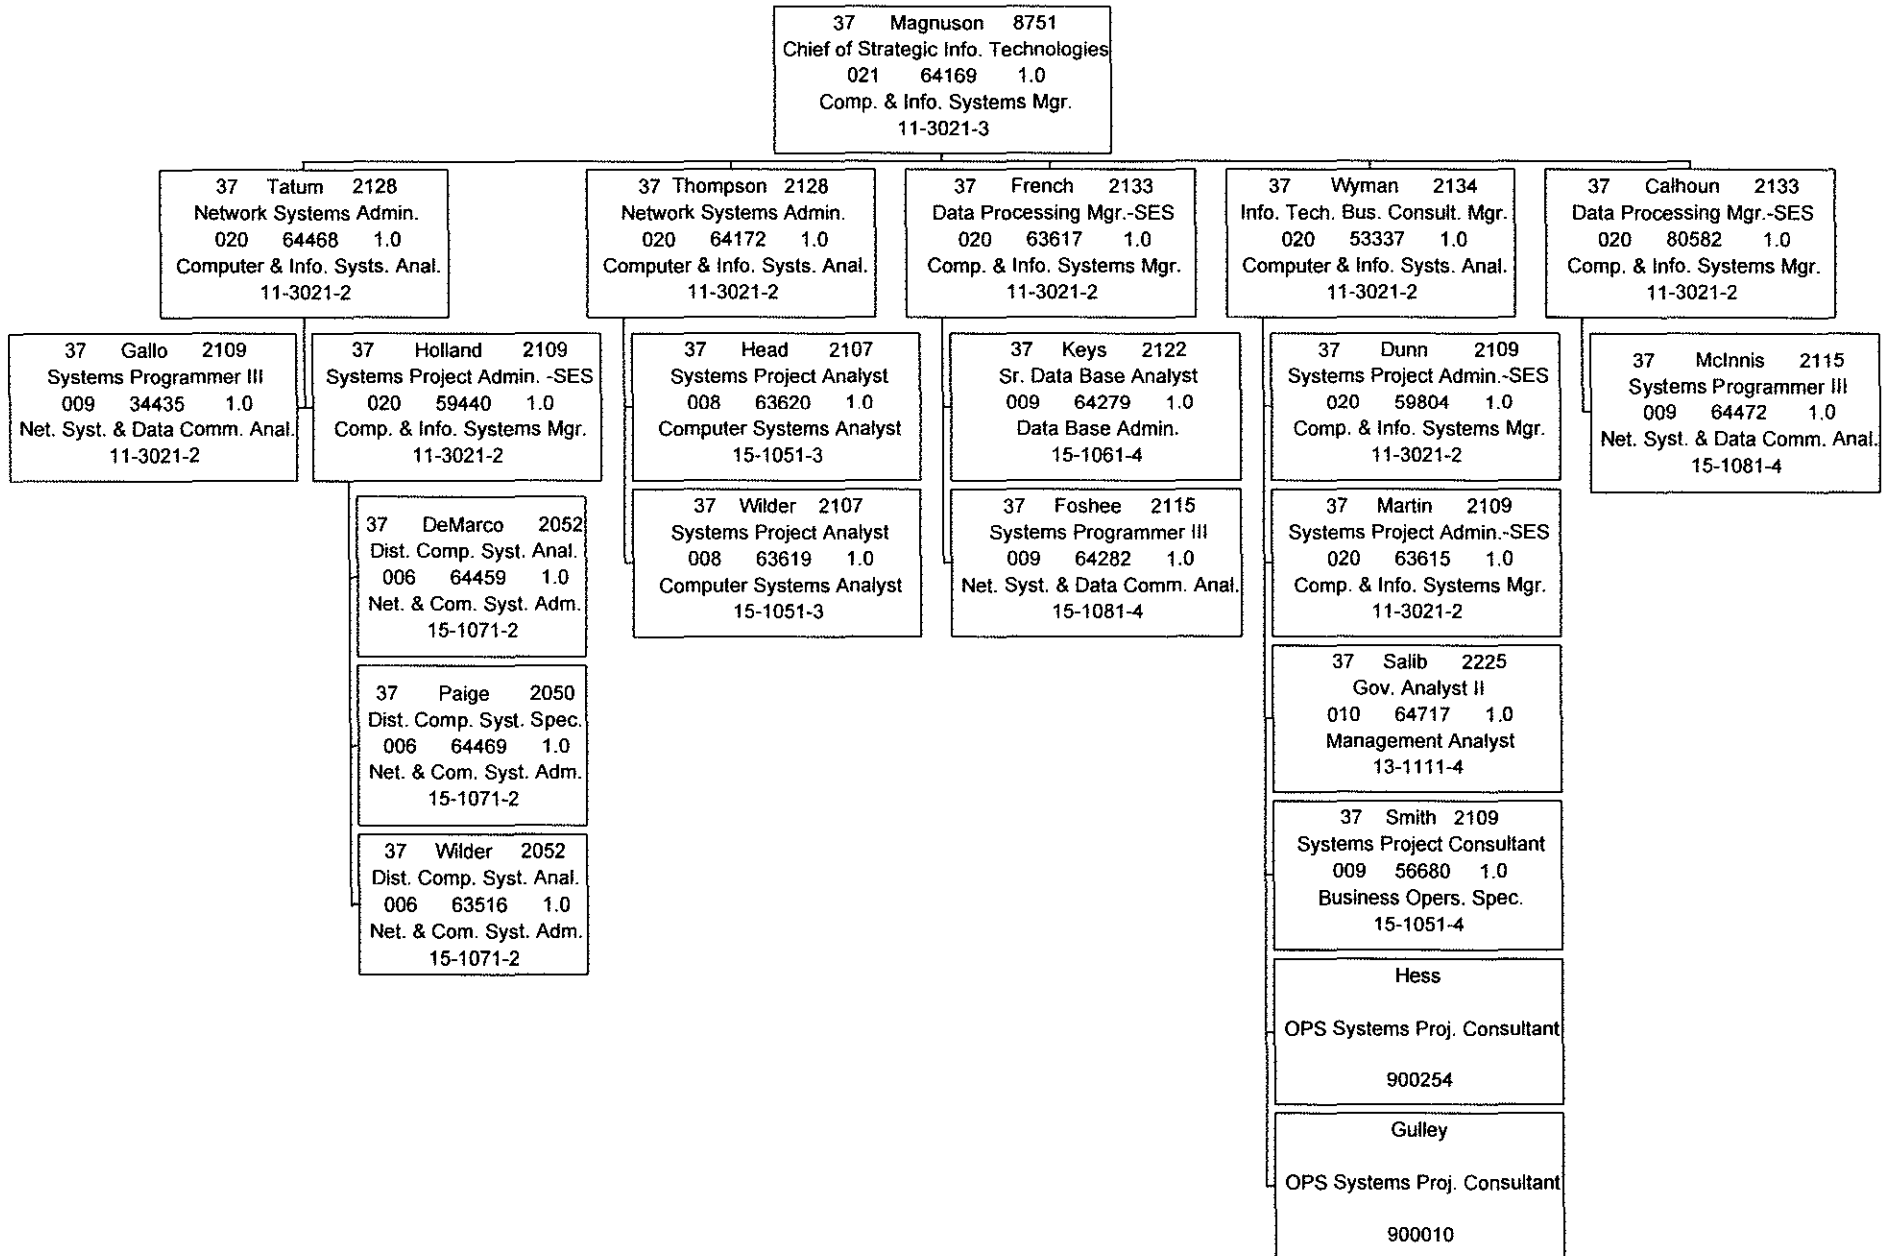 37 Magnuson 8751
Chief of Strategic Info. Technologies
021 64169 1.0
Comp. & Info. Systems Mgr.
11-3021-3
37 Tatum 2128
Network Systems Admin.
020 64468 1.0
Computer & Info. Systs. Anal.
11-3021-2
37 Thompson 2128
Network Systems Admin.
020 64172 1.0
Computer & Info. Systs. Anal.
11-3021-2
37 French 2133
Data Processing Mgr.-SES
020 63617 1.0
Comp. & Info. Systems Mgr.
11-3021-2
37 Wyman 2134
Info. Tech. Bus. Consult. Mgr.
020 53337 1.0
Computer & Info. Systs. Anal.
11-3021-2
37 Calhoun 2133
Data Processing Mgr.-SES
020 80582 1.0
Comp. & Info. Systems Mgr.
11-3021-2
37 Gallo 2109
Systems Programmer III
009 34435 1.0
Net. Syst. & Data Comm. Anal.
11-3021-2
37 Holland 2109
Systems Project Admin. -SES
020 59440 1.0
Comp. & Info. Systems Mgr.
11-3021-2
37 DeMarco 2052
Dist. Comp. Syst. Anal.
006 64459 1.0
Net. & Com. Syst. Adm.
15-1071-2
37 Paige 2050
Dist. Comp. Syst. Spec.
006 64469 1.0
Net. & Com. Syst. Adm.
15-1071-2
37 Wilder 2052
Dist. Comp. Syst. Anal.
006 63516 1.0
Net. & Com. Syst. Adm.
15-1071-2
37 Head 2107
Systems Project Analyst
008 63620 1.0
Computer Systems Analyst
15-1051-3
37 Wilder 2107
Systems Project Analyst
008 63619 1.0
Computer Systems Analyst
15-1051-3
37 Keys 2122
Sr. Data Base Analyst
009 64279 1.0
Data Base Admin.
15-1061-4
37 Foshee 2115
Systems Programmer III
009 64282 1.0
Net. Syst. & Data Comm. Anal.
15-1081-4
37 Dunn 2109
Systems Project Admin.-SES
020 59804 1.0
Comp. & Info. Systems Mgr.
11-3021-2
37 Martin 2109
Systems Project Admin.-SES
020 63615 1.0
Comp. & Info. Systems Mgr.
11-3021-2
37 Salib 2225
Gov. Analyst II
010 64717 1.0
Management Analyst
13-1111-4
37 Smith 2109
Systems Project Consultant
009 56680 1.0
Business Opers. Spec.
15-1051-4
Hess
OPS Systems Proj. Consultant
900254
Gulley
OPS Systems Proj. Consultant
900010
37 McInnis 2115
Systems Programmer III
009 64472 1.0
Net. Syst. & Data Comm. Anal.
15-1081-4